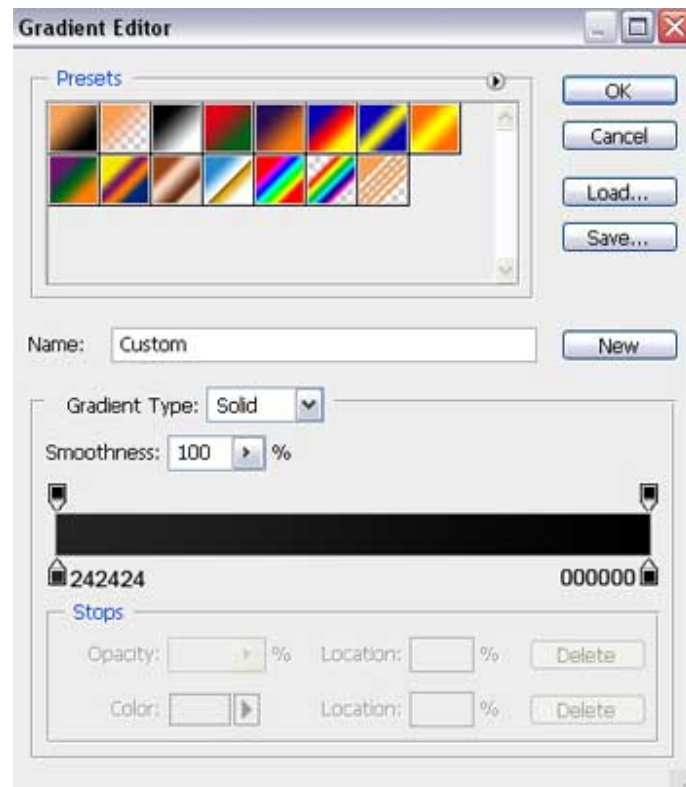 Gradient Editor
Presets
OK
Cancel
Load...
Save...
Name: Custom
New
Gradient Type: Solid
Smoothness: 100 %
242424 000000
Stops
Opacity: % Location: % Delete
Color: Location: % Delete